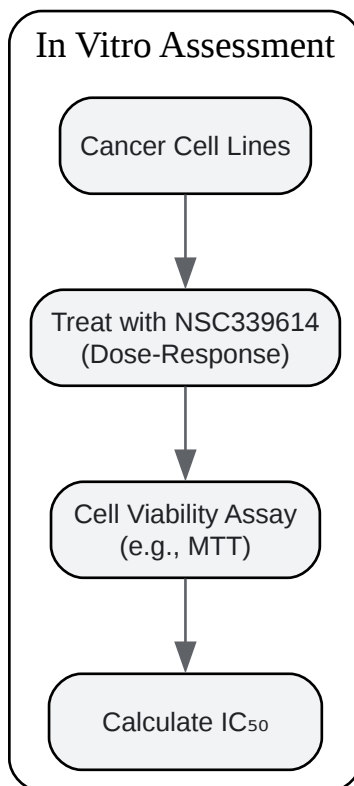 In Vitro Assessment
Cancer Cell Lines
Treat with NSC339614
(Dose-Response)
Cell Viability Assay
(e.g., MTT)
Calculate IC₅₀